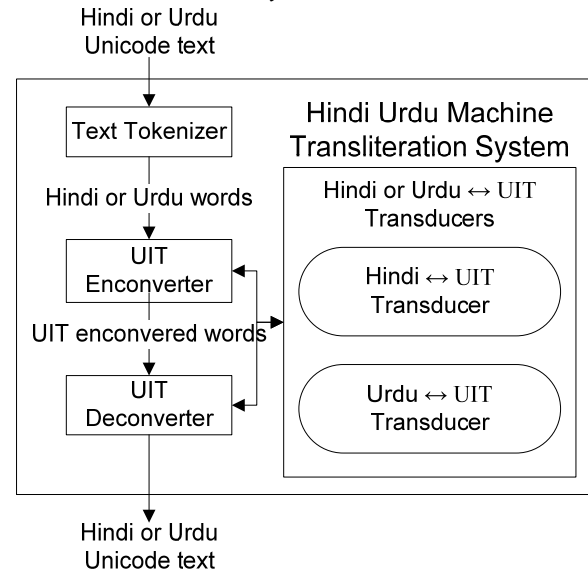 Hindi or Urdu
Unicode text
Text Tokenizer
Hindi or Urdu words
UIT
Enconverter
UIT enconvered words
UIT
Deconverter
Hindi or Urdu
Unicode text
Hindi Urdu Machine
Transliteration System
Hindi or Urdu ↔ UIT
Transducers
Hindi ↔ UIT
Transducer
Urdu ↔ UIT
Transducer